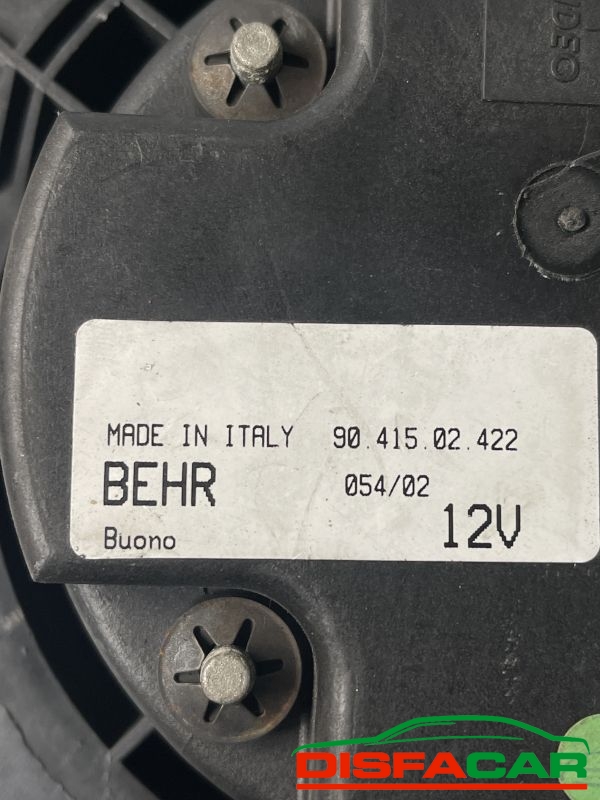 MADE IN ITALY 90.415.02.422
BEHR 054/02
Buono 12V
DISFACAR